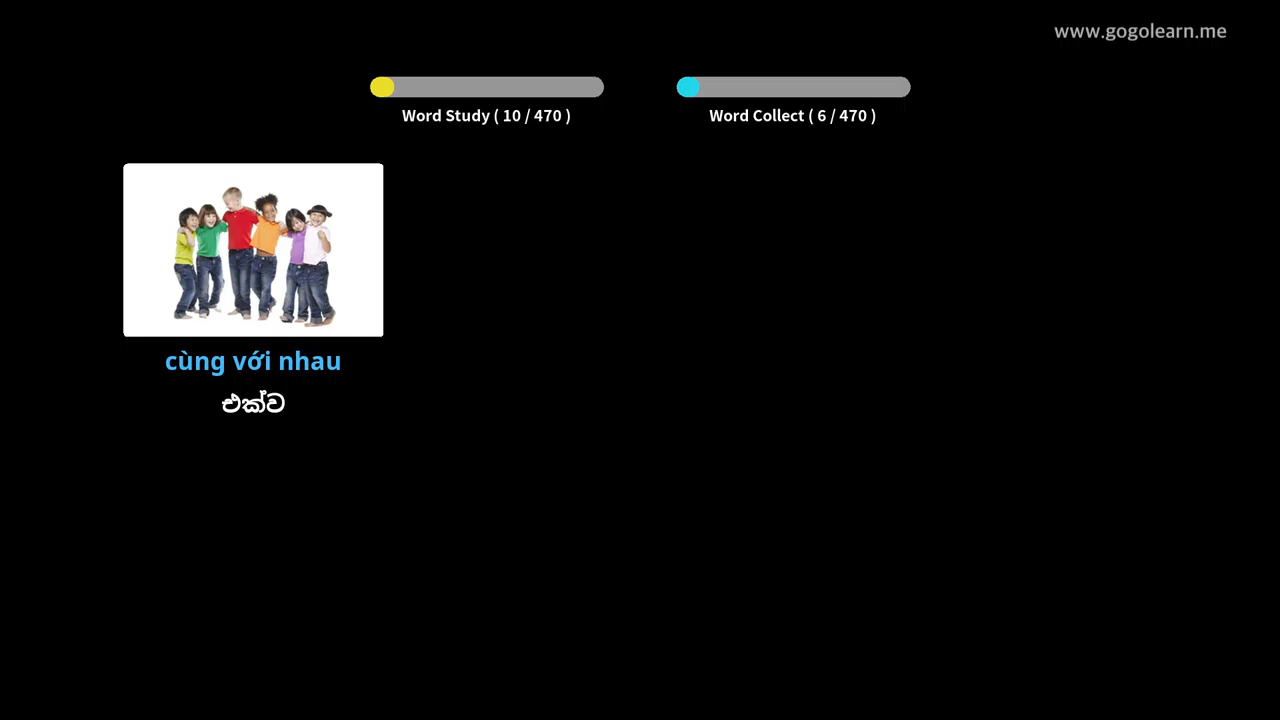 www.gogolearn.me
Word Study ( 10 / 470 )
Word Collect ( 6 / 470 )
cùng với nhau
එක්ව